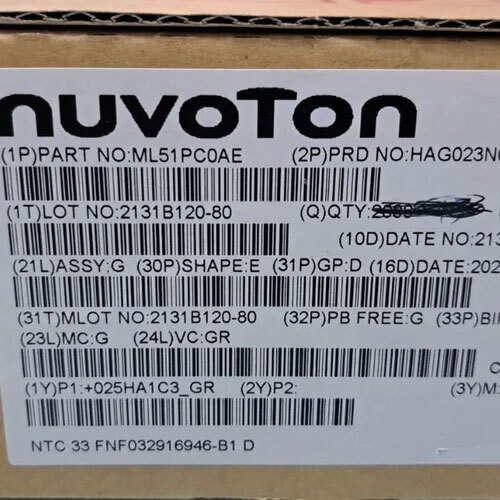 nuvoTon
(1P)PART NO:ML51PC0AE (2P)PRD NO:HAG023N
(1T)LOT NO:2131B120-80 (Q)QTY:
(10D)DATE NO:213
(21L)ASSY:G (30P)SHAPE:E (31P)GP:D (16D)DATE:202
(31T)MLOT NO:2131B120-80 (32P)PB FREE:G (33P)BI
(23L)MC:G (24L)VC:GR
C
(1Y)P1:+025HA1C3_GR (2Y)P2: (3Y)M:
NTC 33 FNF032916946-B1 D